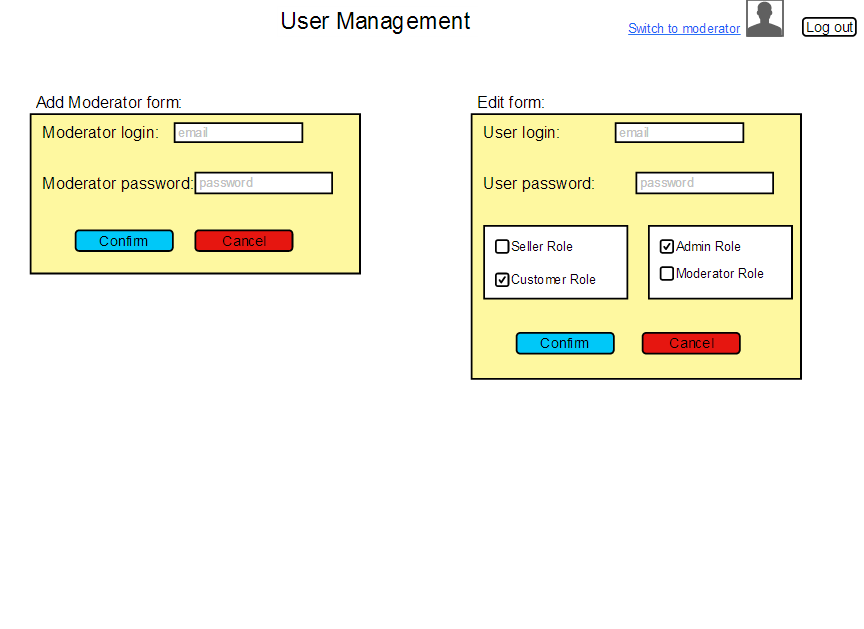 User Management
Switch to moderator
Log out
Add Moderator form:
Moderator login:
email
Moderator password:
password
Confirm
Cancel
Edit form:
User login:
email
User password:
password
Seller Role
Customer Role
Admin Role
Moderator Role
Confirm
Cancel